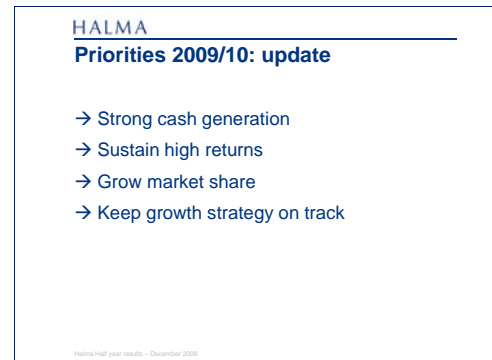 HALMA
Priorities 2009/10: update
→ Strong cash generation
→ Sustain high returns
→ Grow market share
→ Keep growth strategy on track
Halma Half year results – December 2009